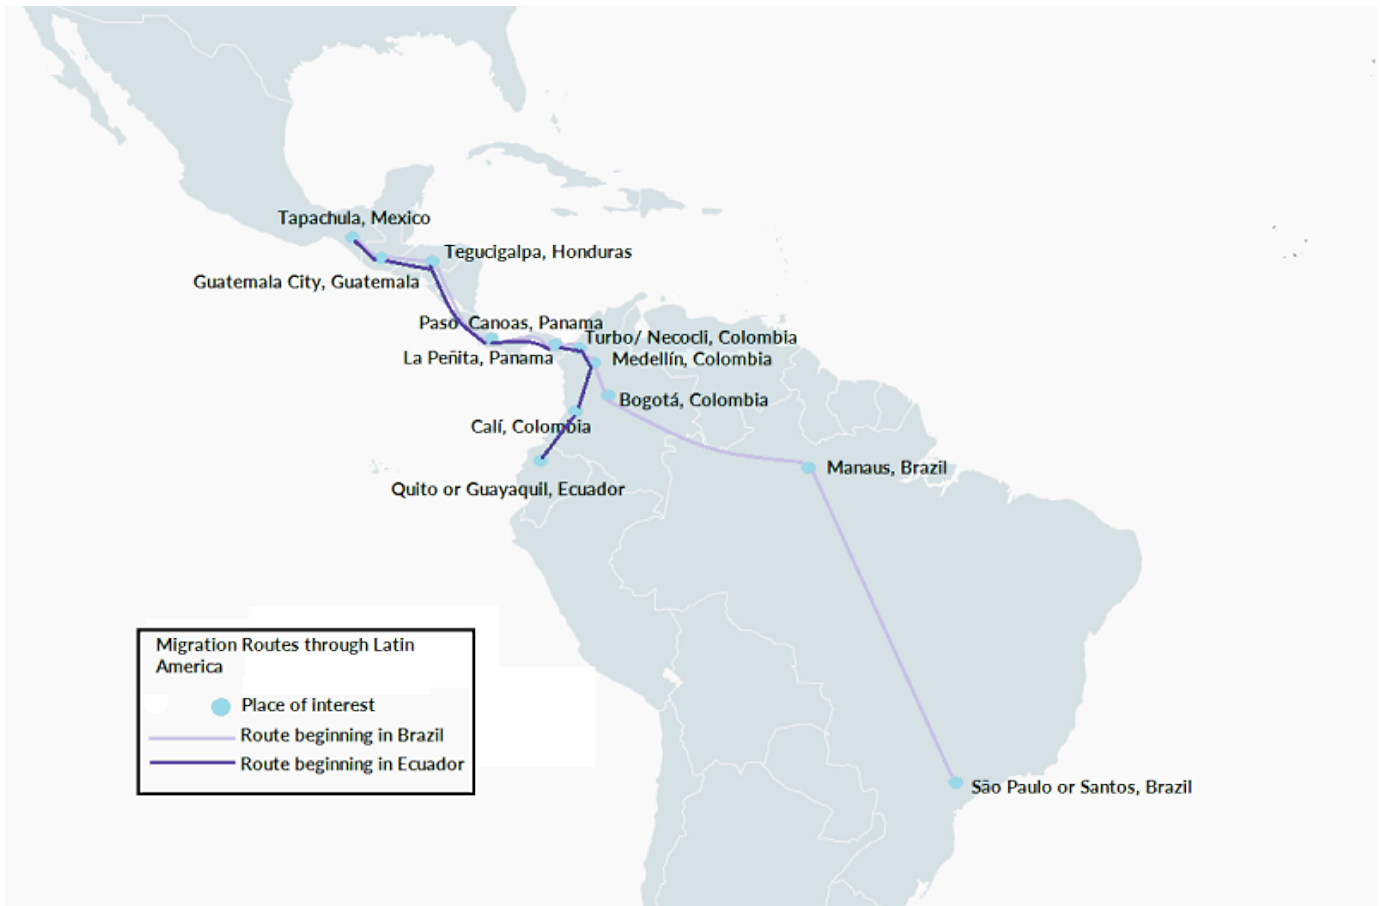 Tapachula, Mexico
Tegucigalpa, Honduras
Guatemala City, Guatemala
Paso Canoas, Panama
Turbo/ Necocli, Colombia
La Peñita, Panama
Medellín, Colombia
Bogotá, Colombia
Calí, Colombia
Manaus, Brazil
Quito or Guayaquil, Ecuador
Migration Routes through Latin
America
Place of interest
Route beginning in Brazil
Route beginning in Ecuador
São Paulo or Santos, Brazil